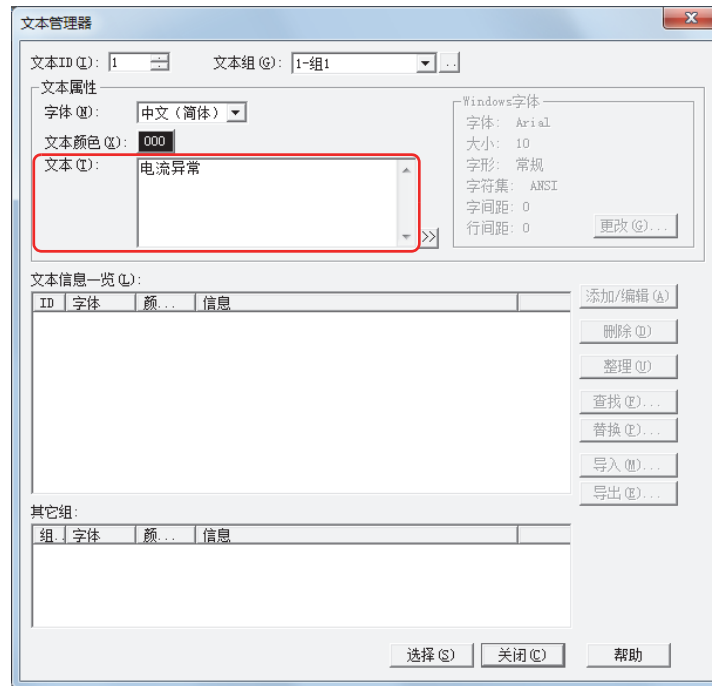 文本管理器
文本ID(I): 1 文本组(G): 1-组1 ..
文本属性
字体(N): 中文（简体）
文本颜色(X): 000
文本(T): 电流异常
>>
Windows字体
字体: Arial
大小: 10
字形: 常规
字符集: ANSI
字间距: 0
行间距: 0
更改(G)...
文本信息一览(L):
ID 字体 颜... 信息
添加/编辑(A)
删除(D)
整理(U)
查找(F)...
替换(P)...
导入(M)...
导出(E)...
其它组:
组. 字体 颜... 信息
选择(S) 关闭(C) 帮助